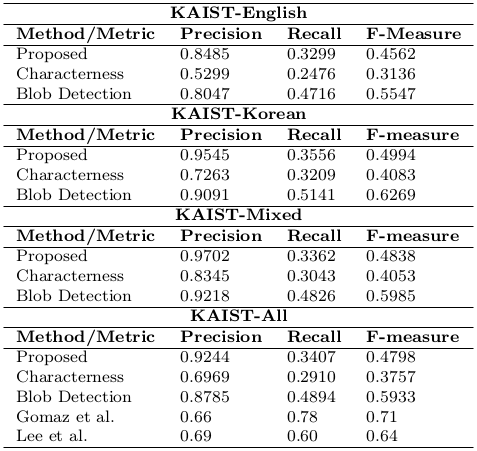 KAIST-English
Method/Metric Precision Recall F-Measure
Proposed 0.8485 0.3299 0.4562
Characterness 0.5299 0.2476 0.3136
Blob Detection 0.8047 0.4716 0.5547
KAIST-Korean
Method/Metric Precision Recall F-measure
Proposed 0.9545 0.3556 0.4994
Characterness 0.7263 0.3209 0.4083
Blob Detection 0.9091 0.5141 0.6269
KAIST-Mixed
Method/Metric Precision Recall F-measure
Proposed 0.9702 0.3362 0.4838
Characterness 0.8345 0.3043 0.4053
Blob Detection 0.9218 0.4826 0.5985
KAIST-All
Method/Metric Precision Recall F-measure
Proposed 0.9244 0.3407 0.4798
Characterness 0.6969 0.2910 0.3757
Blob Detection 0.8785 0.4894 0.5933
Gomaz et al. 0.66 0.78 0.71
Lee et al. 0.69 0.60 0.64